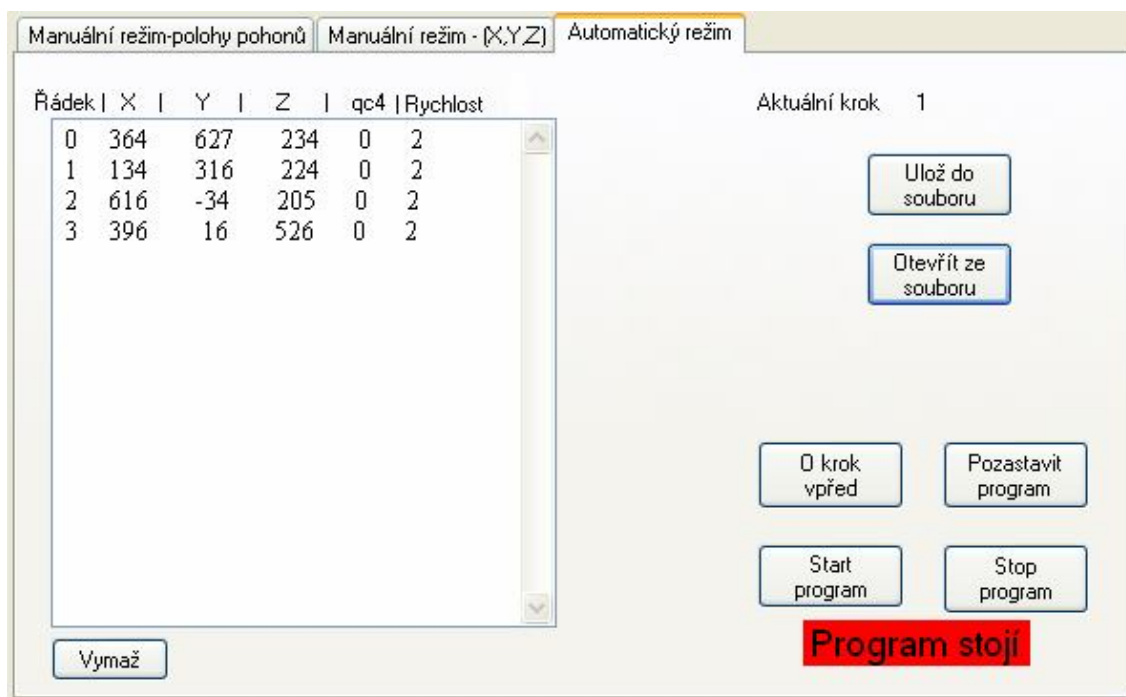 Manuální režim-polohy pohonů Manuální režim - (X,Y,Z) Automatický režim
Řádek | X | Y | Z | qc4 | Rychlost
0 364 627 234 0 2
1 134 316 224 0 2
2 616 -34 205 0 2
3 396 16 526 0 2
Vymaž
Aktuální krok 1
Ulož do
souboru
Otevřít ze
souboru
O krok
vpřed
Pozastavit
program
Start
program
Stop
program
Program stojí